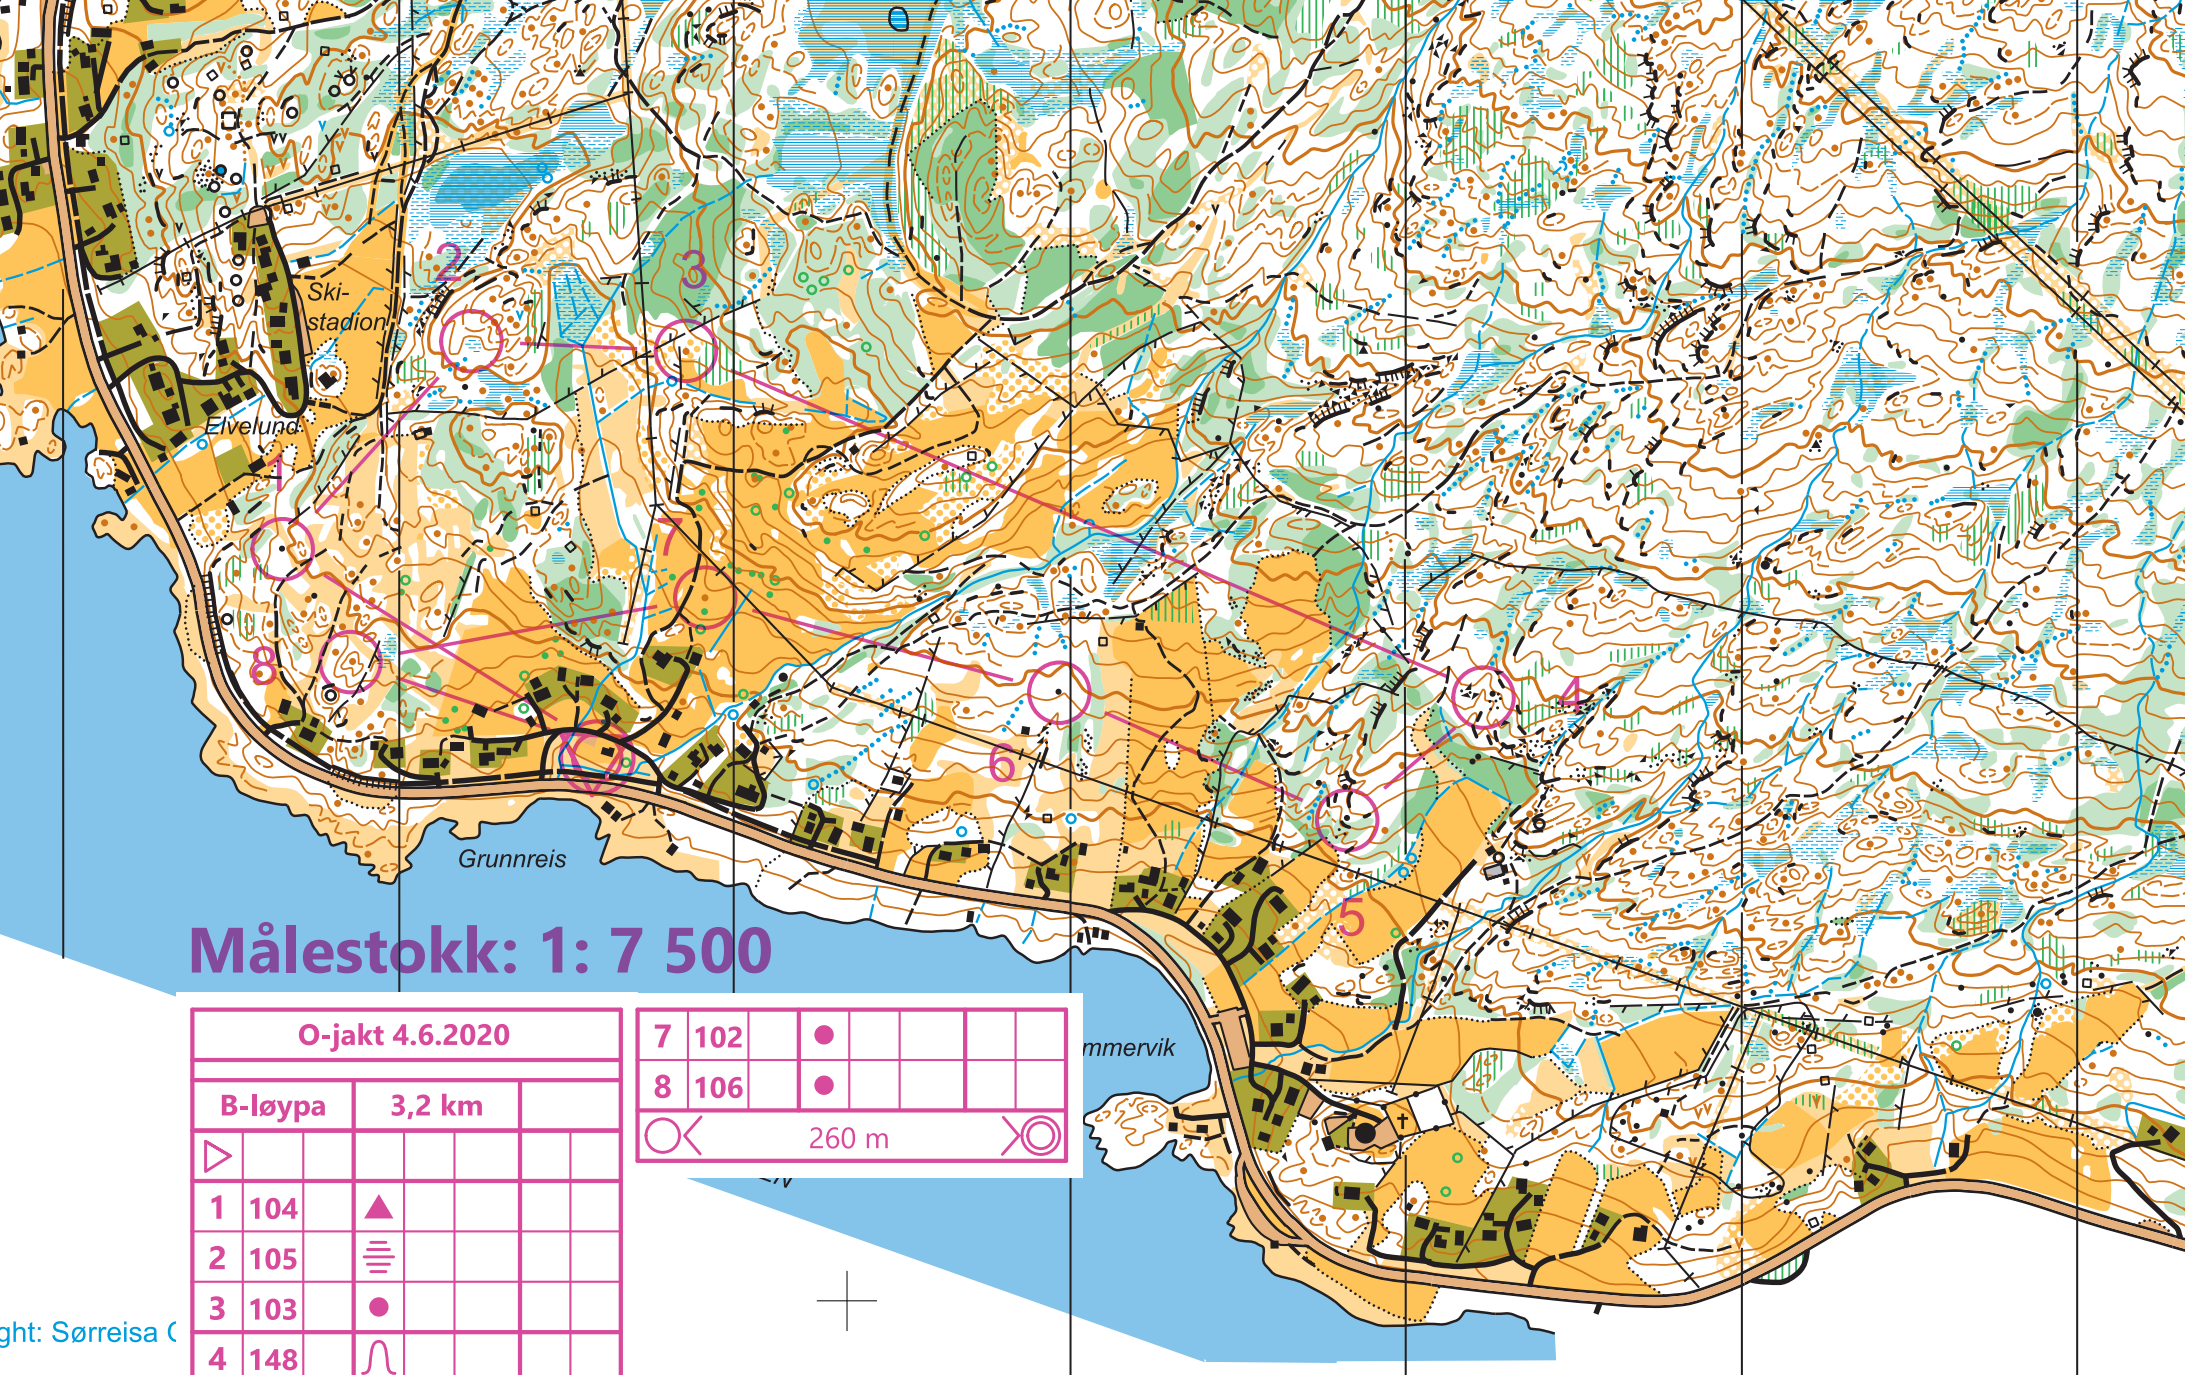 2
3
Ski-
stadion
Elvelund
1
7
8
4
6
Grunnreis
5
Målestokk: 1: 7 500
O-jakt 4.6.2020
B-løypa 3,2 km
1 104
2 105
3 103
4 148
7 102
8 106
260 m
mmervik
ght: Sørreisa